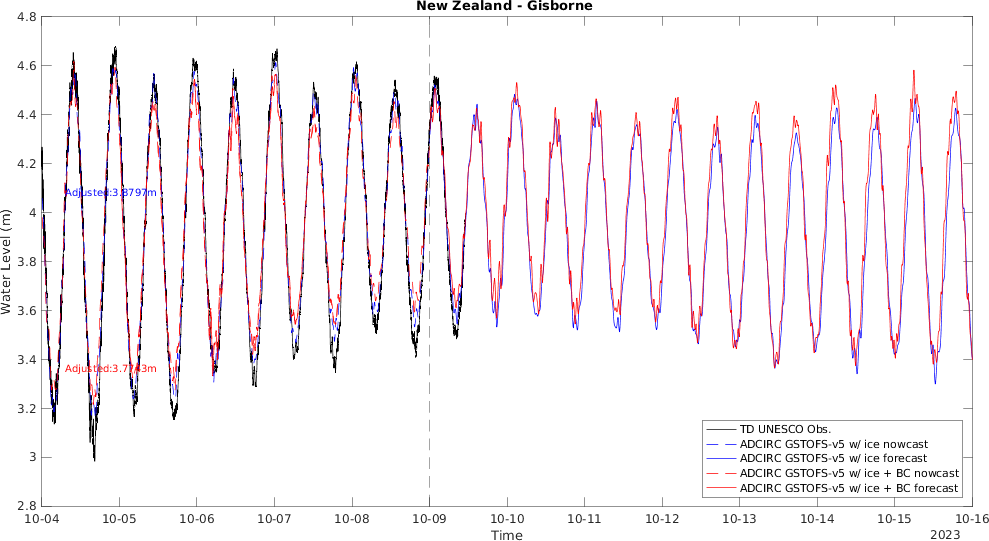 New Zealand - Gisborne
4.8
4.6
4.4
4.2
4
3.8
3.6
3.4
3.2
3
2.8
Water Level (m)
Adjusted:3.8797m
Adjusted:3.7763m
TD UNESCO Obs.
ADCIRC GSTOFS-v5 w/ ice nowcast
ADCIRC GSTOFS-v5 w/ ice forecast
ADCIRC GSTOFS-v5 w/ ice + BC nowcast
ADCIRC GSTOFS-v5 w/ ice + BC forecast
10-04 10-05 10-06 10-07 10-08 10-09 10-10 10-11 10-12 10-13 10-14 10-15 10-16
Time
2023